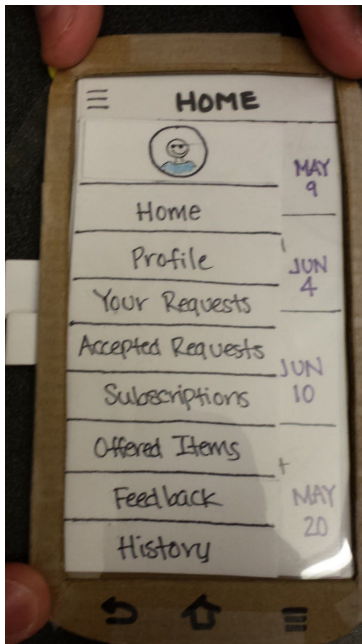 HOME
MAY
9
Home
Profile
JUN
4
Your Requests
Accepted Requests
JUN
10
Subscriptions
Offered Items
Feedback
MAY
20
History